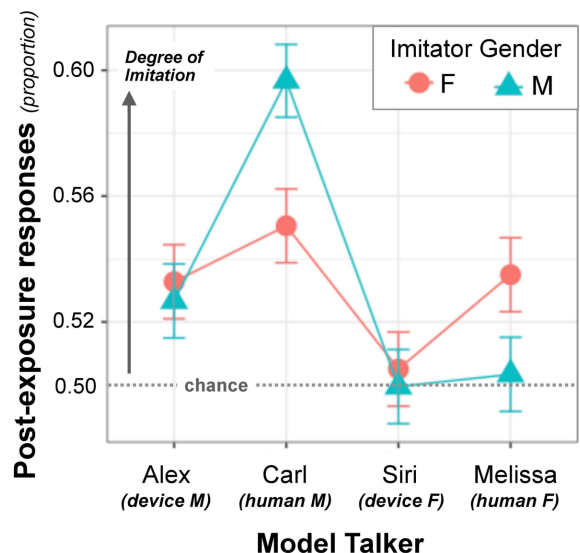 Post-exposure responses (proportion)
0.60
0.56
0.52
0.50
Degree of
Imitation
Imitator Gender
F M
chance
Alex Carl Siri Melissa
(device M) (human M) (device F) (human F)
Model Talker